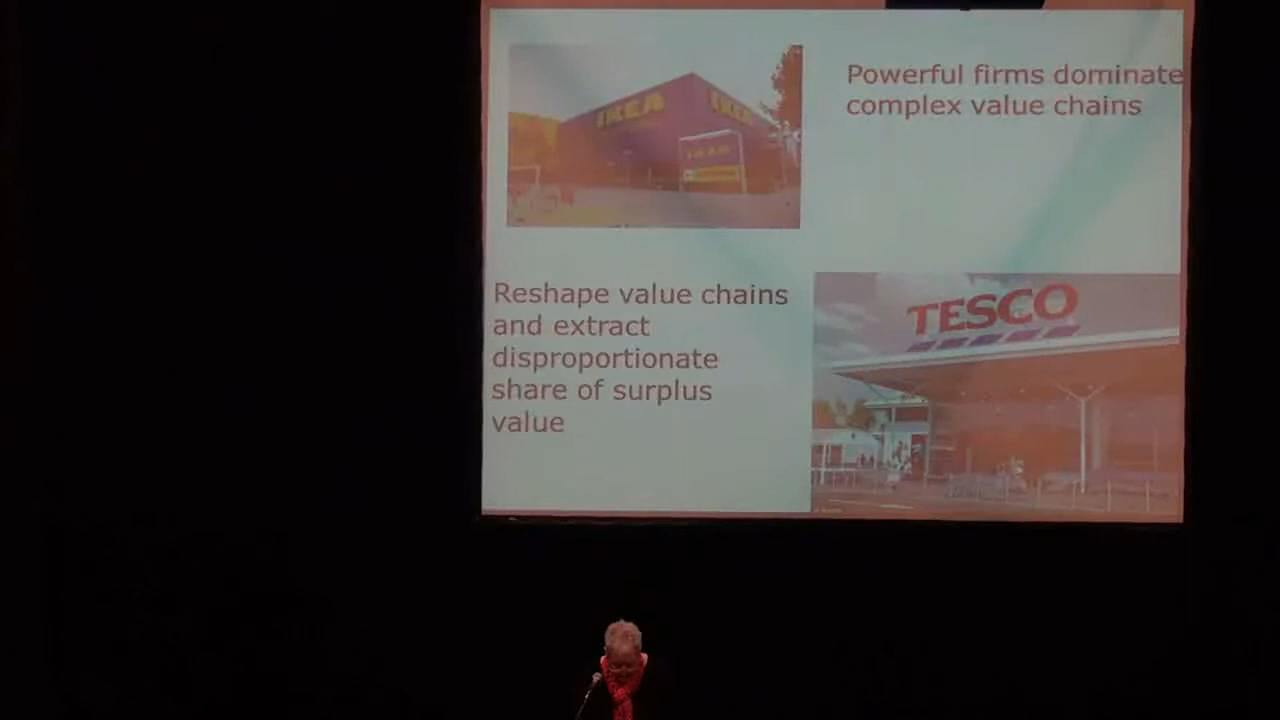 IKEA
IKEA
IKEA
Powerful firms dominate
complex value chains
Reshape value chains
and extract
disproportionate
share of surplus
value
TESCO